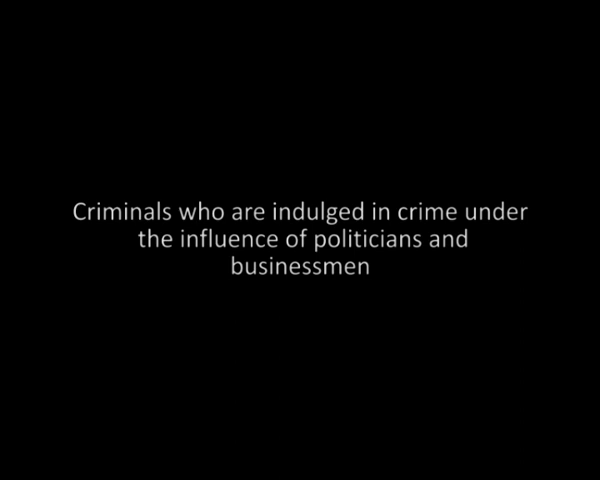 Criminals who are indulged in crime under
the influence of politicians and
businessmen